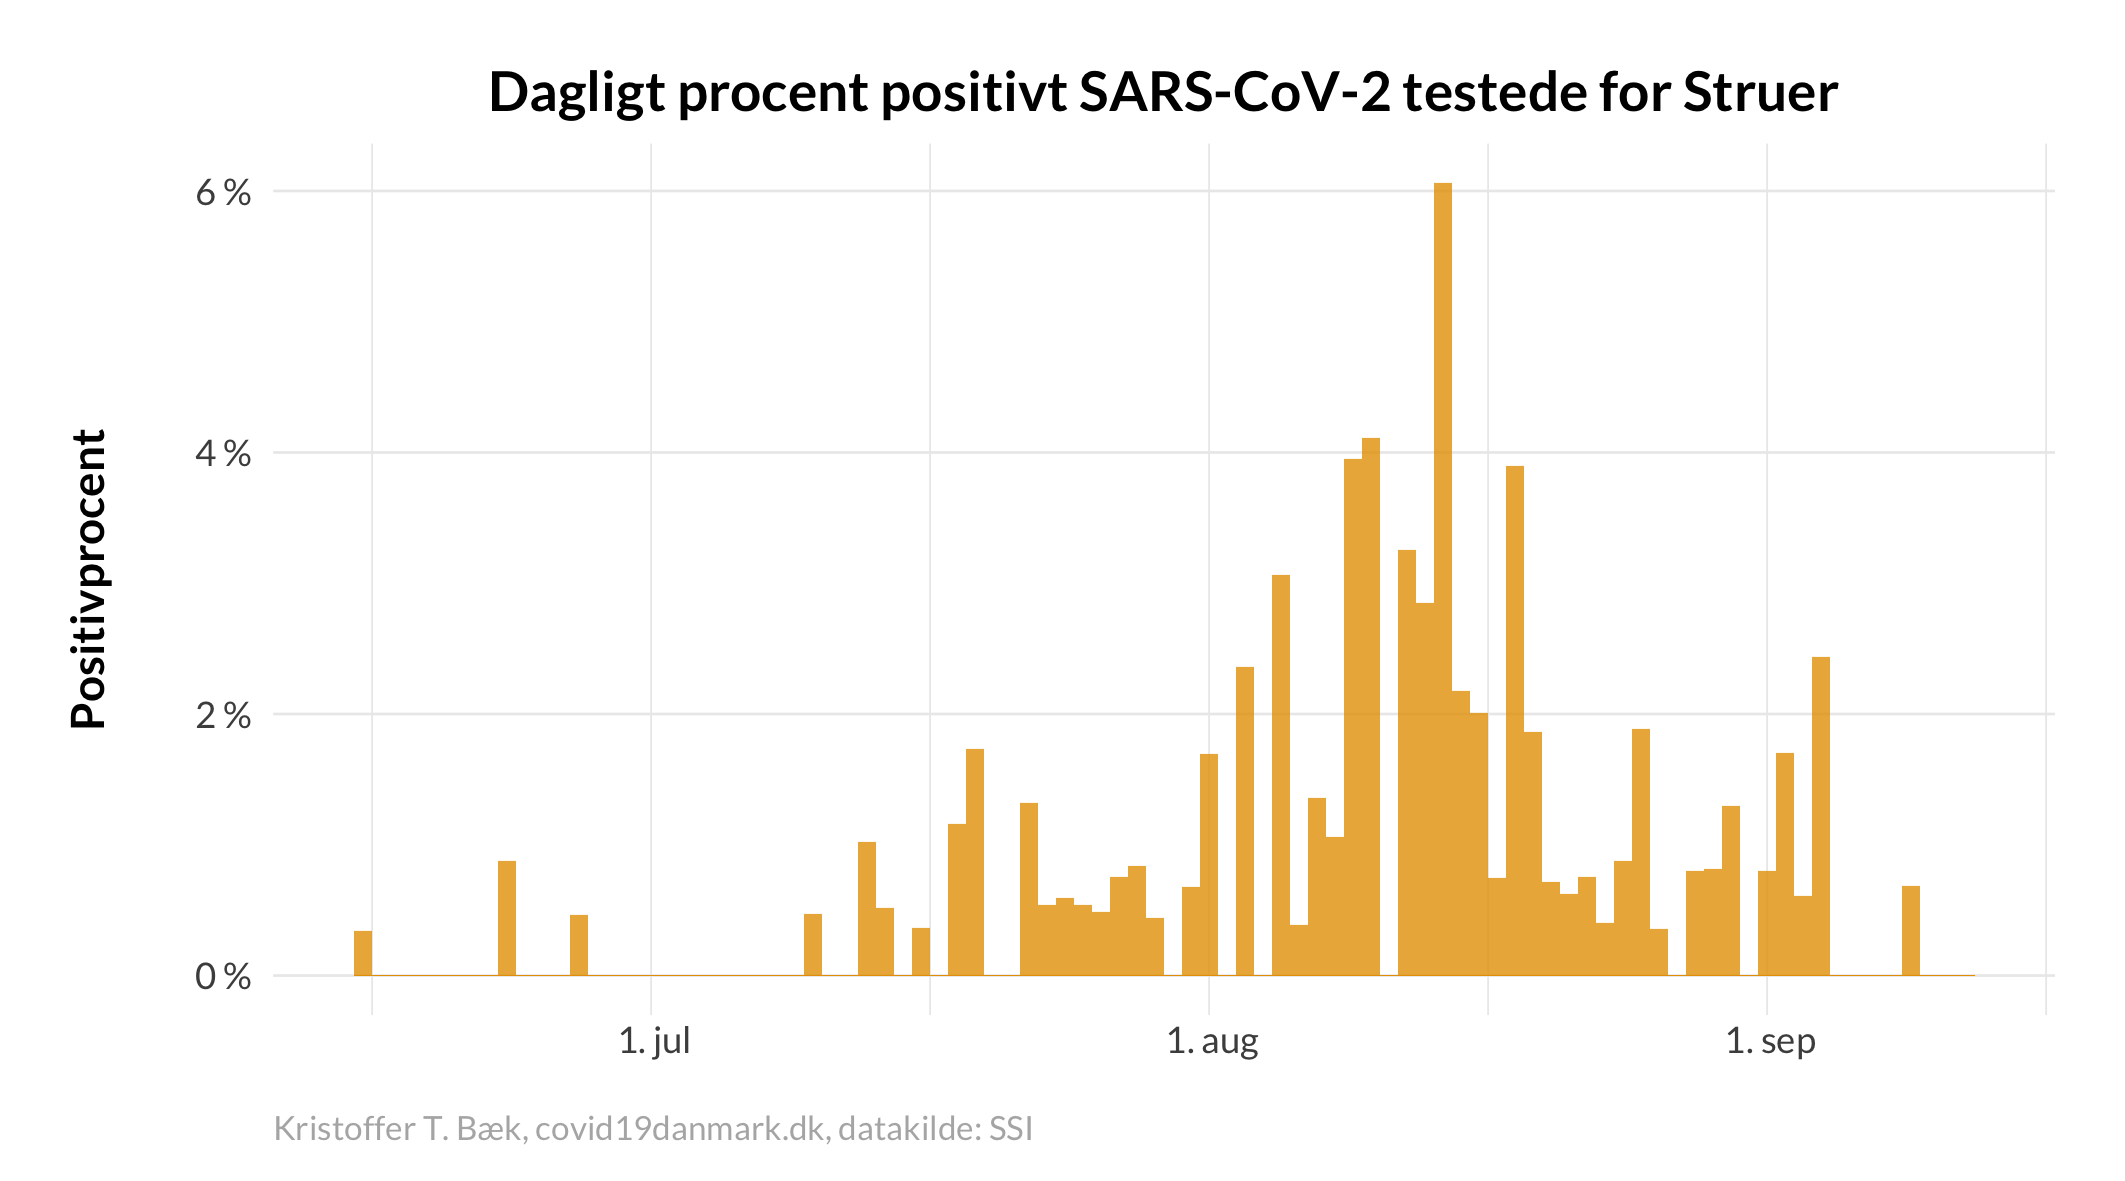 Dagligt procent positivt SARS-CoV-2 testede for Struer
Positivprocent
6 %
4 %
2 %
0 %
1. jul
1. aug
1. sep
Kristoffer T. Bæk, covid19danmark.dk, datakilde: SSI